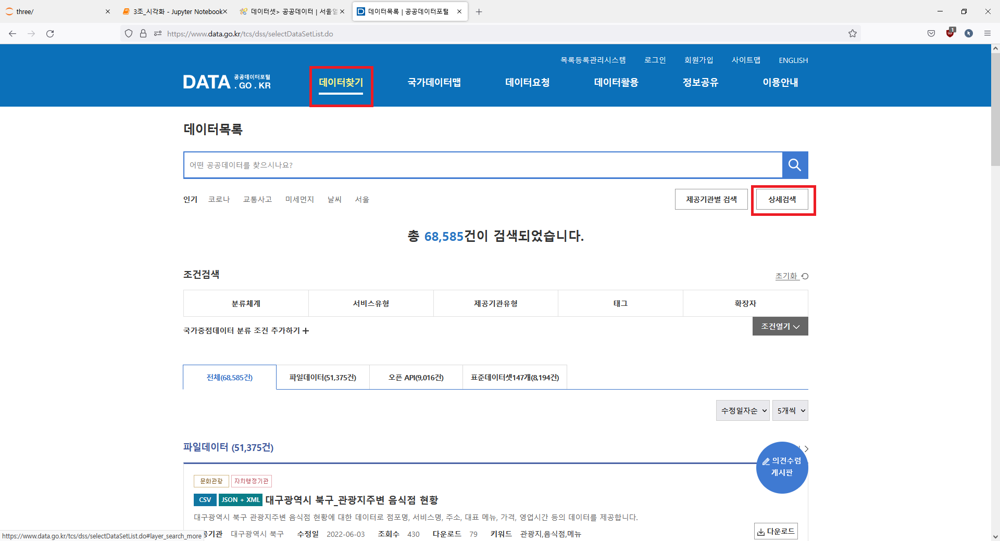 three/
3조_시각화 - Jupyter Notebook
데이터셋> 공공데이터 | 서울열
데이터목록 | 공공데이터포털
https://www.data.go.kr/tcs/dss/selectDataSetList.do
1
목록등록관리시스템 로그인 회원가입 사이트맵 ENGLISH
DATA 공공데이터포털 .GO.KR
데이터찾기 국가데이터맵 데이터요청 데이터활용 정보공유 이용안내
데이터목록
어떤 공공데이터를 찾으시나요?
인기 코로나 교통사고 미세먼지 날씨 서울
제공기관별 검색 상세검색
총 68,585건이 검색되었습니다.
조건검색
초기화
분류체계 서비스유형 제공기관유형 태그 확장자
국가중점데이터 분류 조건 추가하기
조건열기
전체(68,585건) 파일데이터(51,375건) 오픈 API(9,016건) 표준데이터셋147개(8,194건)
수정일자순 5개씩
파일데이터 (51,375건)
의견수렴
게시판
문화관광 자치행정기관
CSV JSON + XML 대구광역시 북구_관광지주변 음식점 현황
대구광역시 북구 관광지주변 음식점 현황에 대한 데이터로 점포명, 서비스명, 주소, 대표 메뉴, 가격, 영업시간 등의 데이터를 제공합니다.
공기관 대구광역시 북구 수정일 2022-06-03 조회수 430 다운로드 79 키워드 관광지,음식점,메뉴
다운로드
https://www.data.go.kr/tcs/dss/selectDataSetList.do#layer_search_more